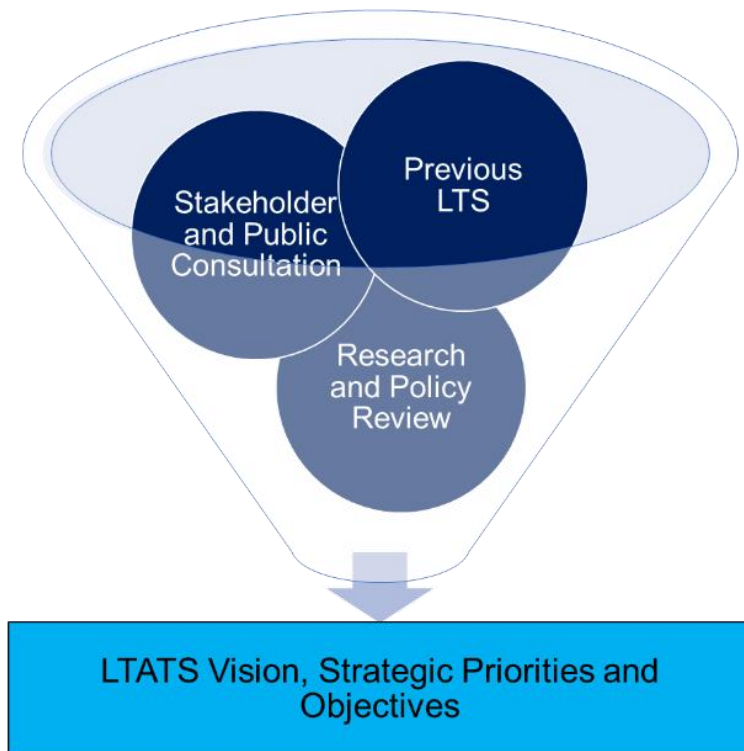 Previous
LTS
Stakeholder
and Public
Consultation
Research
and Policy
Review
LTATS Vision, Strategic Priorities and
Objectives